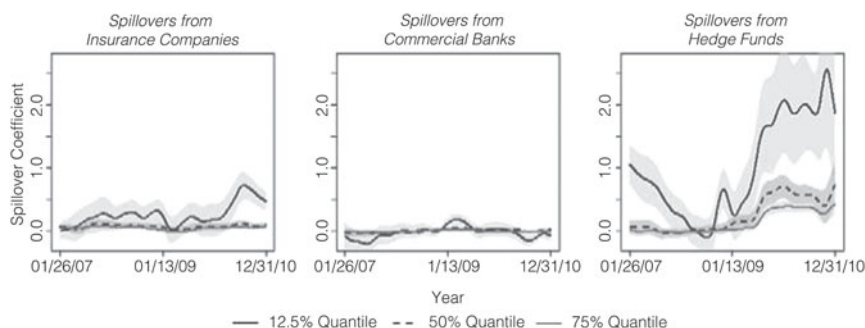 Spillovers from
Insurance Companies
Spillovers from
Commercial Banks
Spillovers from
Hedge Funds
Spillover Coefficient
2.0
1.0
0.0
2.0
1.0
0.0
2.0
1.0
0.0
01/26/07 01/13/09 12/31/10
01/26/07 1/13/09 12/31/10
01/26/07 01/13/09 12/31/10
Year
12.5% Quantile 50% Quantile 75% Quantile